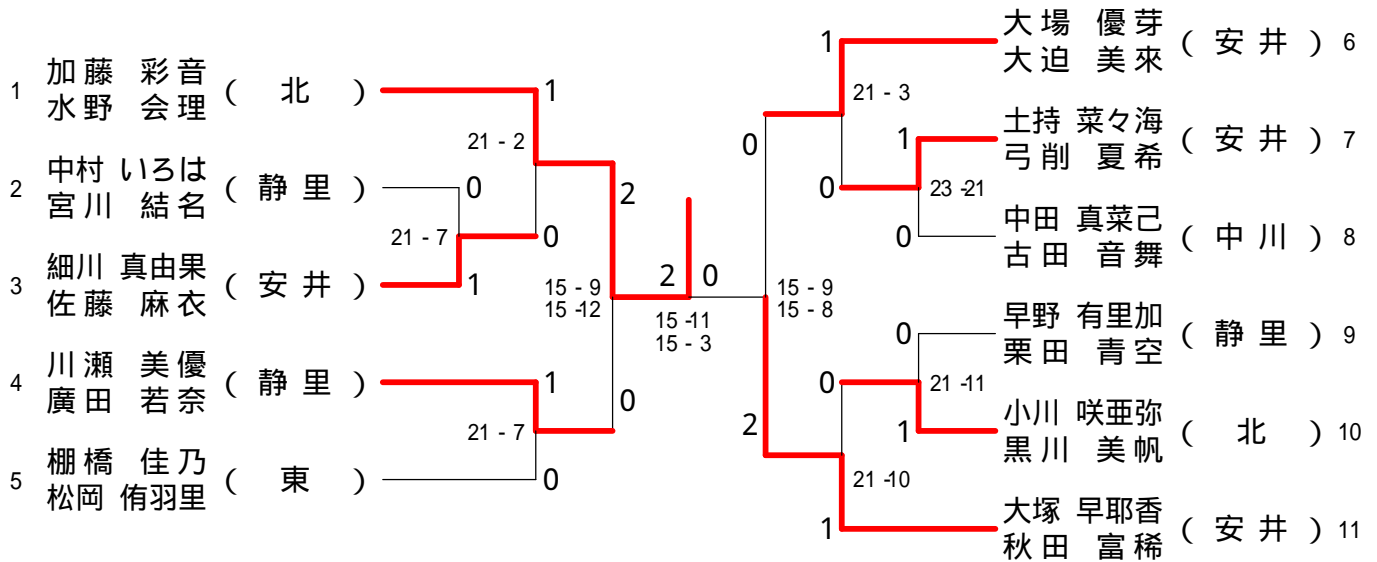 1 加藤 彩音 水野 会理 ( 北 )
2 中村 いろは 宮川 結名 ( 静里 )
3 細川 真由果 佐藤 麻衣 ( 安井 )
4 川瀬 美優 廣田 若奈 ( 静里 )
5 棚橋 佳乃 松岡 侑羽里 ( 東 )
1
21 - 2
0
21 - 7
0
1
2
15 - 9
15 -12
1
0
21 - 7
0
2 0
15 -11
15 - 3
1
21 - 3
0
1
0
23 -21
0
15 - 9
15 - 8
0
0
21 -11
2
1
21 -10
1
大場 優芽 大迫 美來 ( 安井 ) 6
土持 菜々海 弓削 夏希 ( 安井 ) 7
中田 真菜己 古田 音舞 ( 中川 ) 8
早野 有里加 栗田 青空 ( 静里 ) 9
小川 咲亜弥 黒川 美帆 ( 北 ) 10
大塚 早耶香 秋田 富稀 ( 安井 ) 11